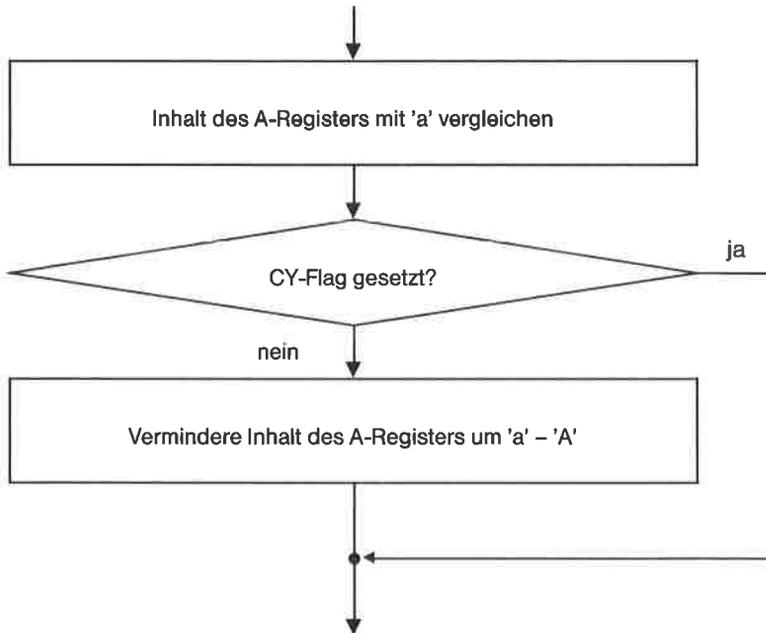 Inhalt des A-Registers mit 'a' vergleichen
ja
CY-Flag gesetzt?
nein
Vermindere Inhalt des A-Registers um 'a' – 'A'